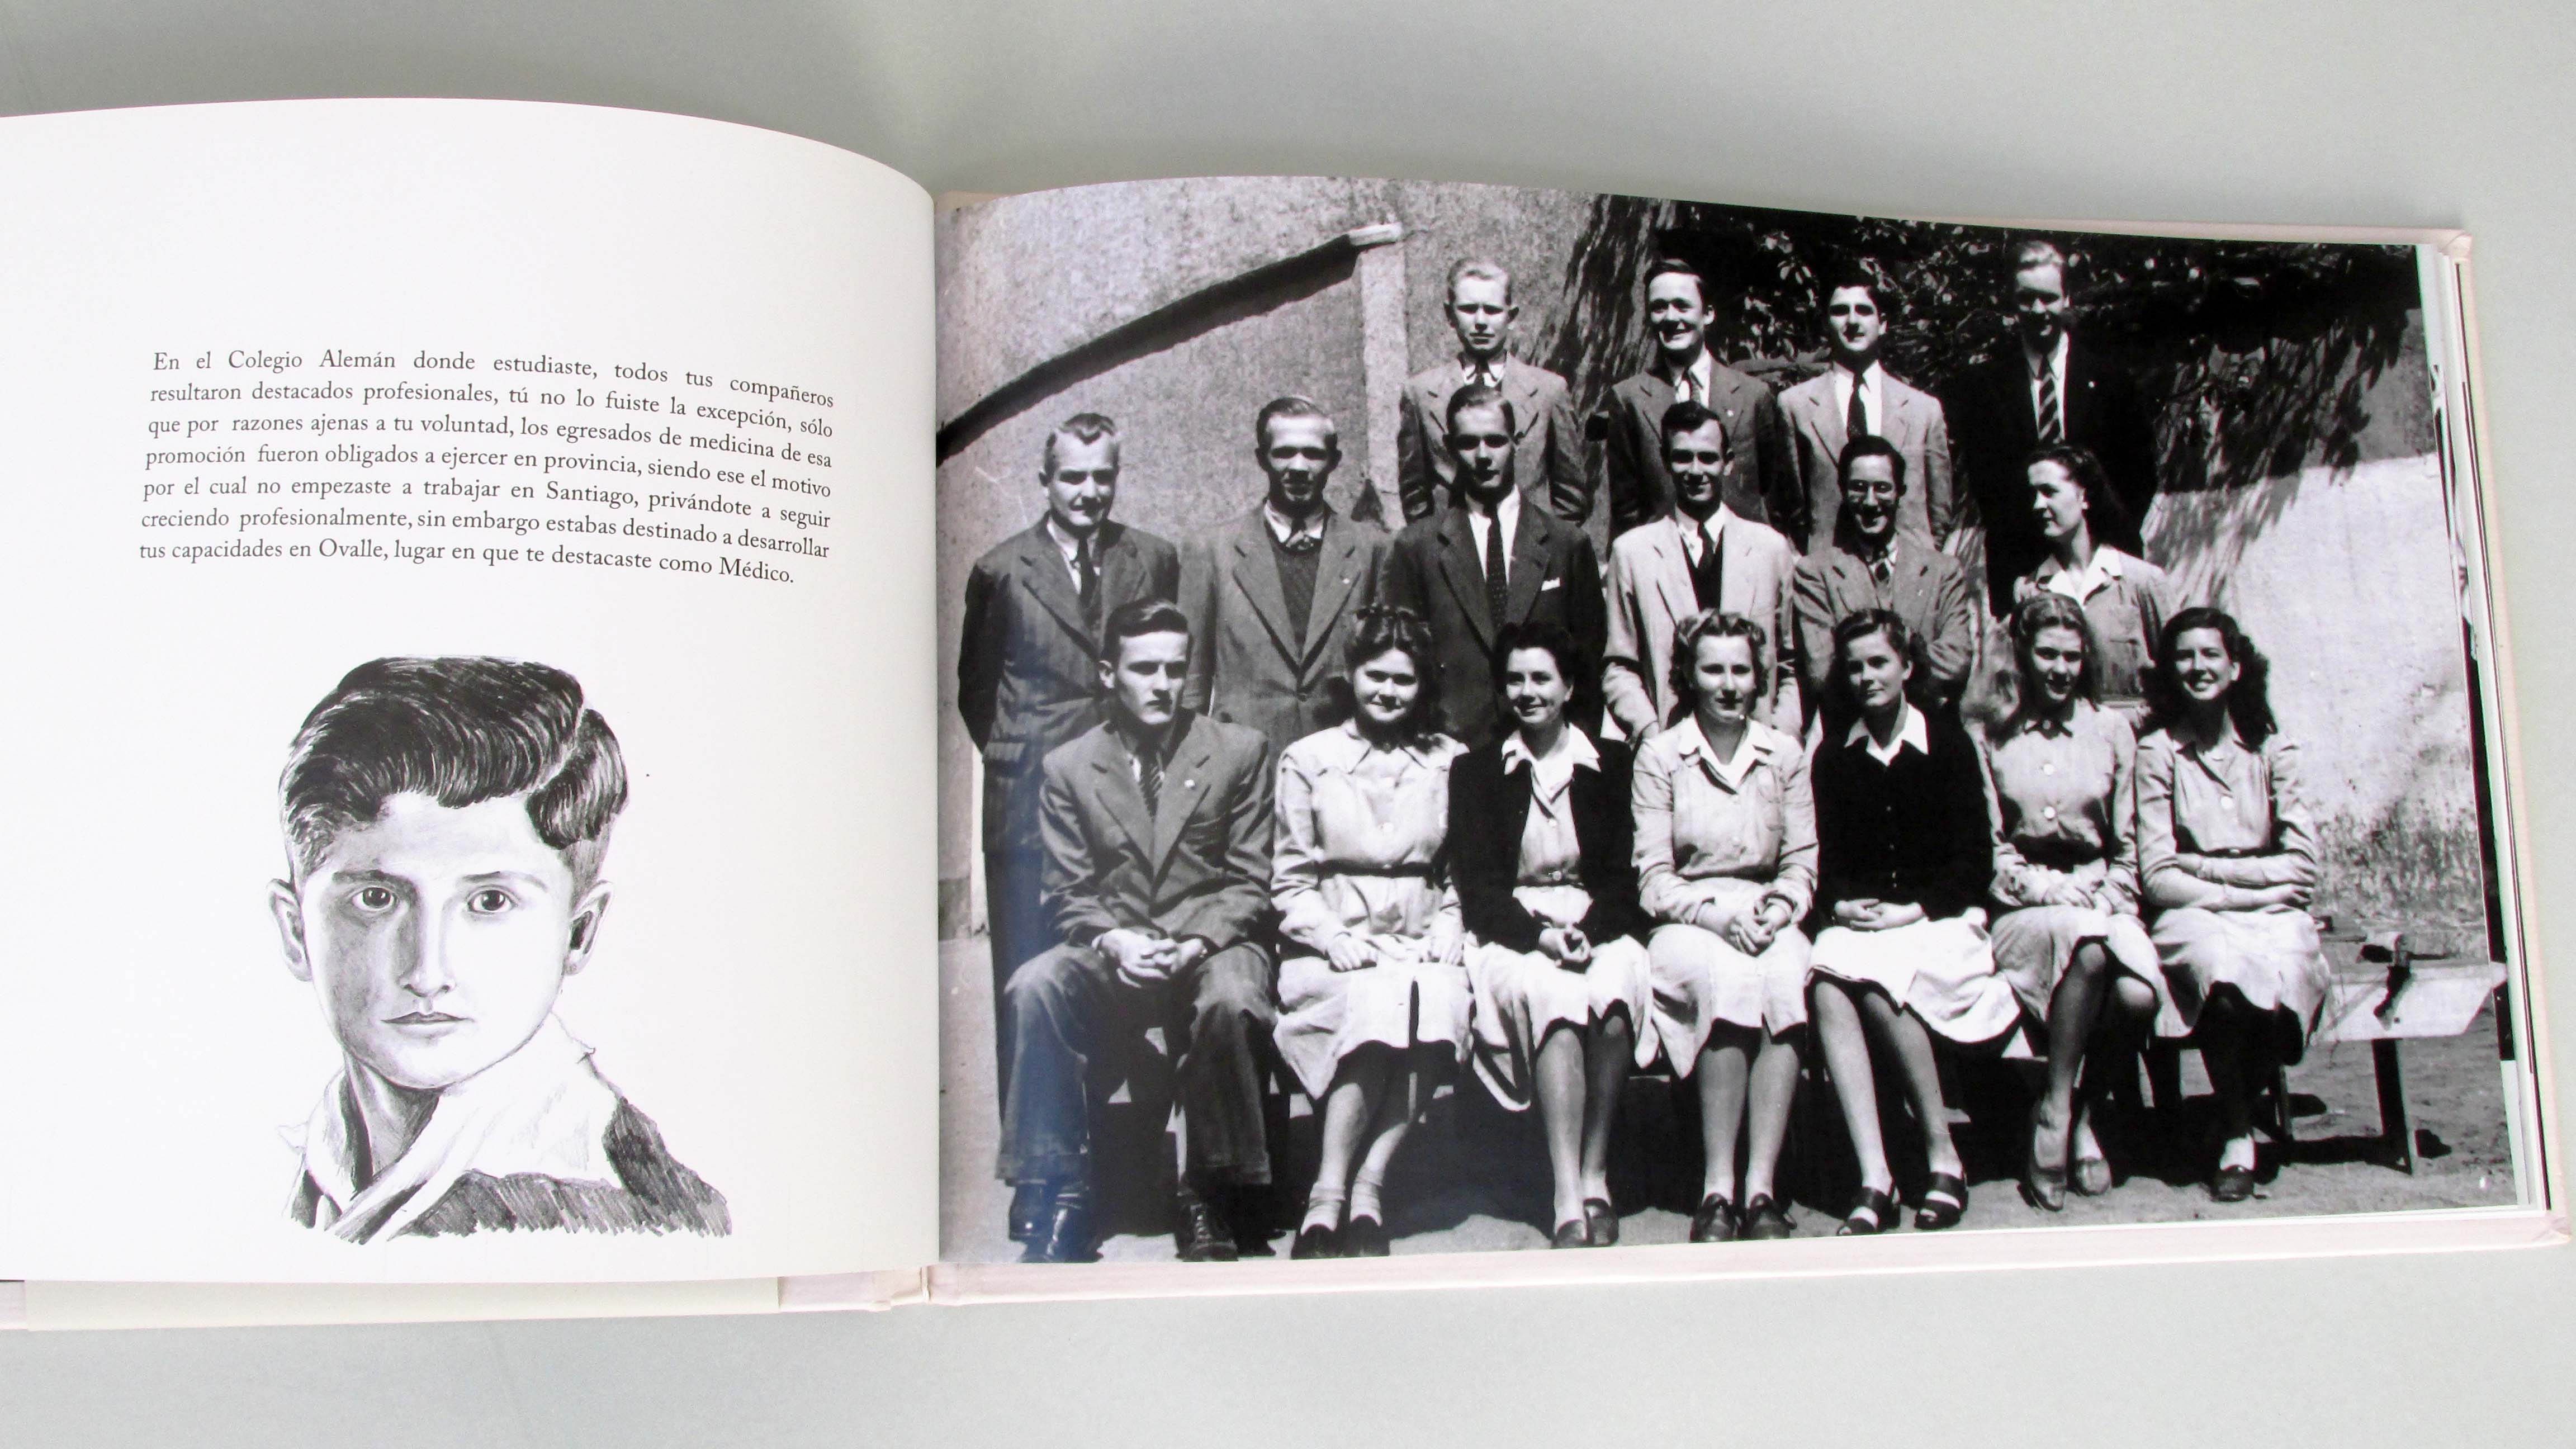 En el Colegio Alemán donde estudiaste, todos tus compañeros
resultaron destacados profesionales, tú no lo fuiste la excepción, sólo
que por razones ajenas a tu voluntad, los egresados de medicina de esa
promoción fueron obligados a ejercer en provincia, siendo ese el motivo
por el cual no empezaste a trabajar en Santiago, privándote a seguir
creciendo profesionalmente, sin embargo estabas destinado a desarrollar
tus capacidades en Ovalle, lugar en que te destacaste como Médico.